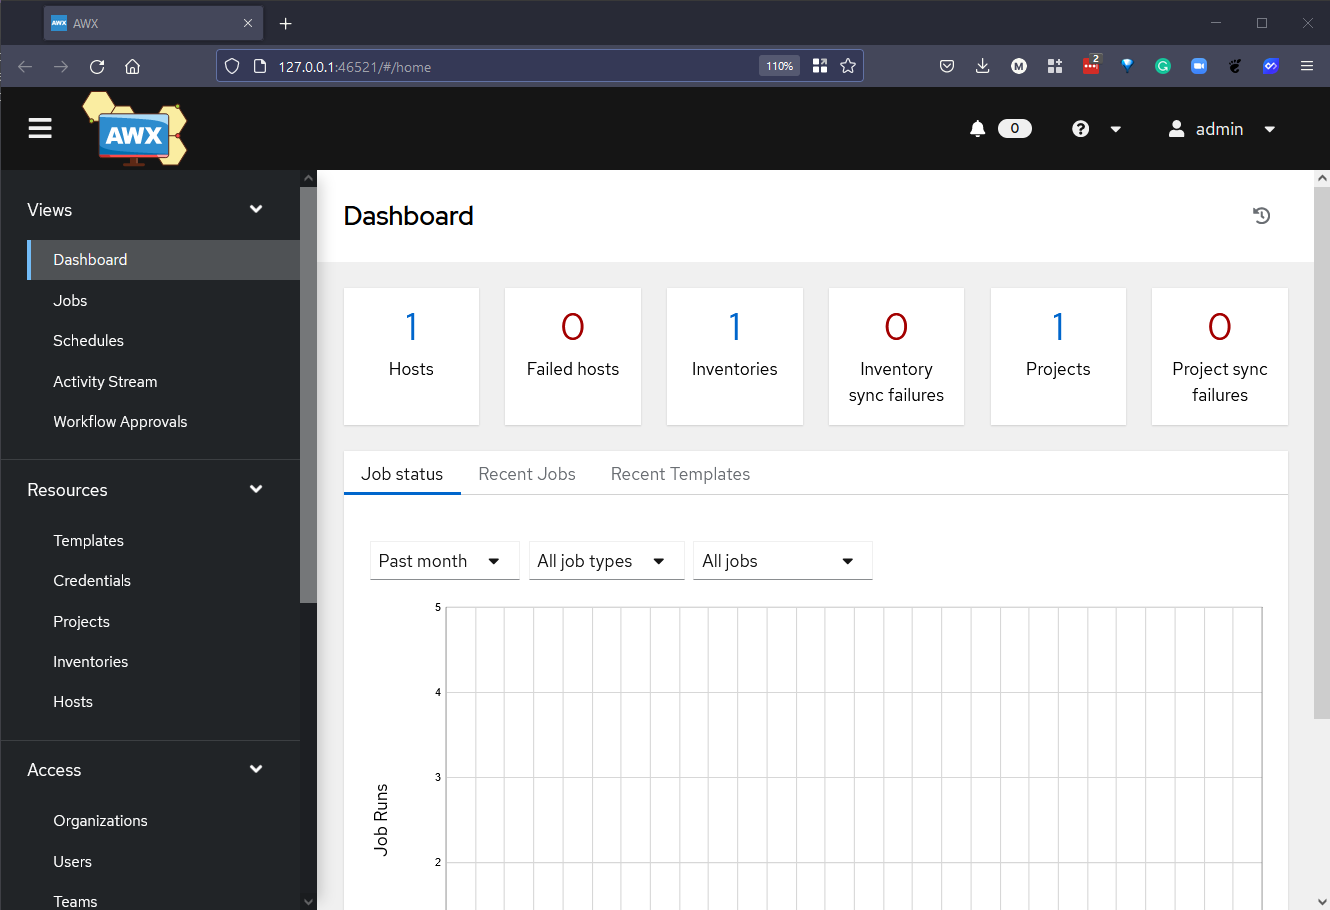 AWX
AWX
127.0.0.1:46521/#/home
110%
M
2
AWX
0
admin
Views
Dashboard
Jobs
Schedules
Activity Stream
Workflow Approvals
Resources
Templates
Credentials
Projects
Inventories
Hosts
Access
Organizations
Users
Teams
Dashboard
1
Hosts
0
Failed hosts
1
Inventories
0
Inventory
sync failures
1
Projects
0
Project sync
failures
Job status
Recent Jobs
Recent Templates
Past month
All job types
All jobs
5
4
3
2
Job Runs